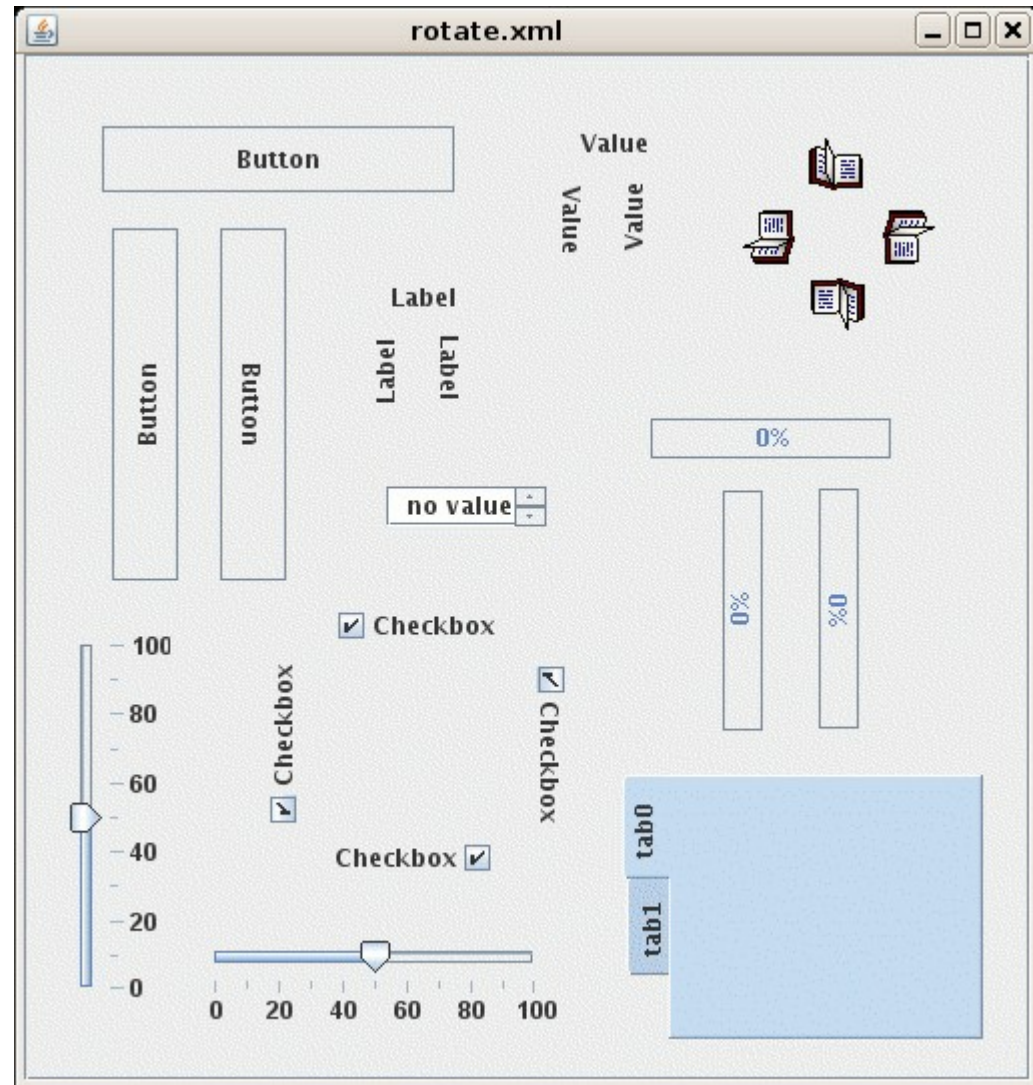 rotate.xml
Button
Value
Value
Value
Label
Button
Button
Label
Label
0%
no value
0%
0%
Checkbox
100
80
60
40
20
0
Checkbox
Checkbox
Checkbox
tab0
tab1
0 20 40 60 80 100